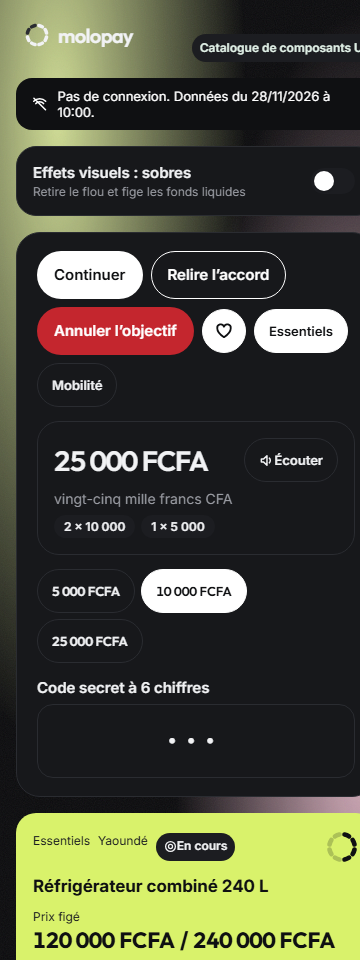 molopay
Catalogue de composants U
Pas de connexion. Données du 28/11/2026 à
10:00.
Effets visuels : sobres
Retire le flou et fige les fonds liquides
Continuer
Relire l’accord
Annuler l’objectif
Essentiels
Mobilité
25 000 FCFA
Écouter
vingt-cinq mille francs CFA
2 × 10 000
1 × 5 000
5 000 FCFA
10 000 FCFA
25 000 FCFA
Code secret à 6 chiffres
Essentiels Yaoundé
En cours
Réfrigérateur combiné 240 L
Prix figé
120 000 FCFA / 240 000 FCFA